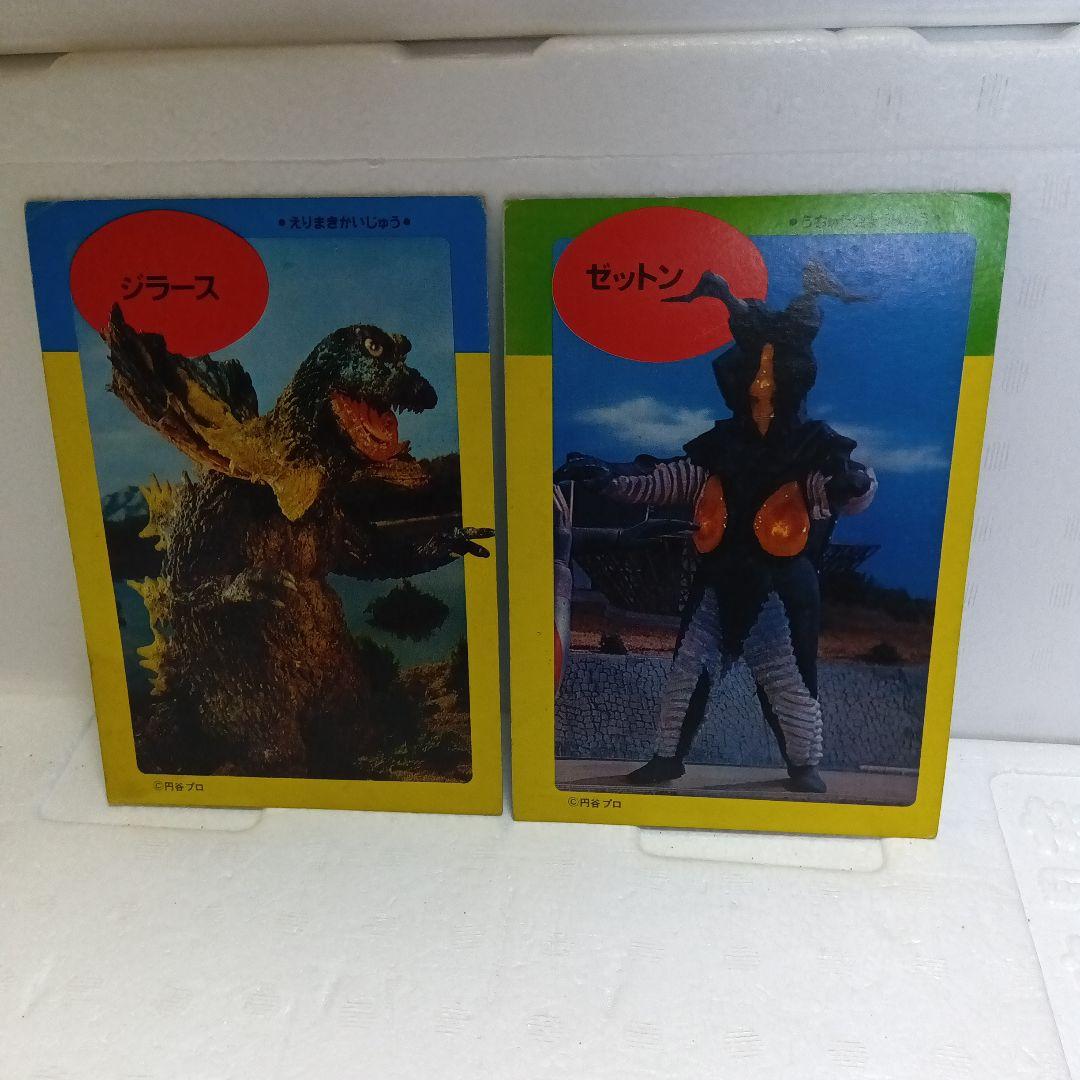 ●えりまきかいじゅう●
ジラース
©円谷プロ
ゼットン
©円谷プロ